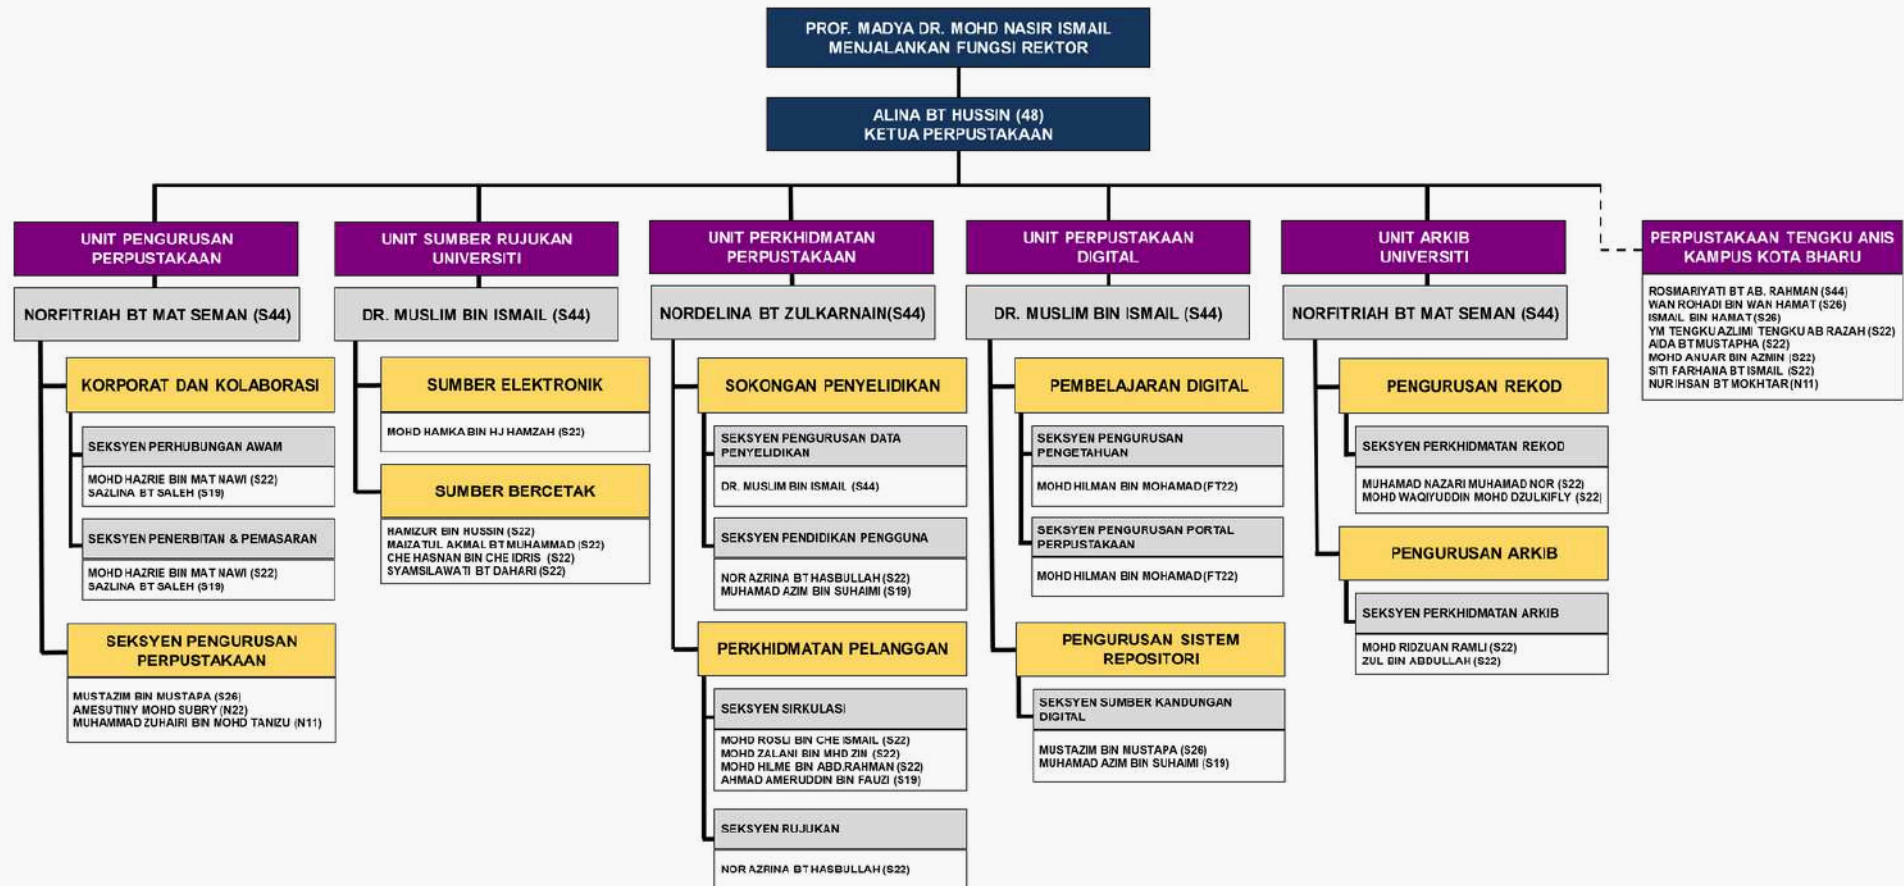 PROF. MADYA DR. MOHD NASIR ISMAIL
MENJALANKAN FUNGSI REKTOR
ALINA BT HUSSIN (48)
KETUA PERPUSTAKAAN
UNIT PENGURUSAN
PERPUSTAKAAN
NORFITRIAH BT MAT SEMAN (S44)
KORPORAT DAN KOLABORASI
SEKSYEN PERHUBUNGAN AWAM
MOHD HAZRIE BIN MAT NAWI (S22)
SAZLINA BT SALEH (S19)
SEKSYEN PENERBITAN & PEMASARAN
MOHD HAZRIE BIN MAT NAWI (S22)
SAZLINA BT SALEH (S19)
SEKSYEN PENGURUSAN
PERPUSTAKAAN
MUSTAZIM BIN MUSTAPA (S26)
AMESUTINY MOHD SUBRY (N22)
MUHAMMAD ZUHAIRI BIN MOHD TANIZU (N11)
UNIT SUMBER RUJUKAN
UNIVERSITI
DR. MUSLIM BIN ISMAIL (S44)
SUMBER ELEKTRONIK
MOHD HAMKA BIN HJ HAMZAH (S22)
SUMBER BERCETAK
HAMIZUR BIN HUSSIN (S22)
MAIZATUL AKMAL BT MUHAMMAD (S22)
CHE HASNAN BIN CHE IDRIS (S22)
SYAMSILAWATI BT DAHARI (S22)
UNIT PERKHIDMATAN
PERPUSTAKAAN
NORDELINA BT ZULKARNAIN(S44)
SOKONGAN PENYELIDIKAN
SEKSYEN PENGURUSAN DATA
PENYELIDIKAN
DR. MUSLIM BIN ISMAIL (S44)
SEKSYEN PENDIDIKAN PENGGUNA
NOR AZRINA BT HASBULLAH (S22)
MUHAMAD AZIM BIN SUHAIMI (S19)
PERKHIDMATAN PELANGGAN
SEKSYEN SIRKULASI
MOHD ROSLI BIN CHE ISMAIL (S22)
MOHD ZALANI BIN MHD ZIN (S22)
MOHD HILME BIN ABD.RAHMAN (S22)
AHMAD AMERUDDIN BIN FAUZI (S19)
SEKSYEN RUJUKAN
NOR AZRINA BT HASBULLAH (S22)
UNIT PERPUSTAKAAN
DIGITAL
DR. MUSLIM BIN ISMAIL (S44)
PEMBELAJARAN DIGITAL
SEKSYEN PENGURUSAN
PENGETAHUAN
MOHD HILMAN BIN MOHAMAD (FT22)
SEKSYEN PENGURUSAN PORTAL
PERPUSTAKAAN
MOHD HILMAN BIN MOHAMAD (FT22)
PENGURUSAN SISTEM
REPOSITORI
SEKSYEN SUMBER KANDUNGAN
DIGITAL
MUSTAZIM BIN MUSTAPA (S26)
MUHAMAD AZIM BIN SUHAIMI (S19)
UNIT ARKIB
UNIVERSITI
NORFITRIAH BT MAT SEMAN (S44)
PENGURUSAN REKOD
SEKSYEN PERKHIDMATAN REKOD
MUHAMAD NAZARI MUHAMAD NOR (S22)
MOHD WAQIYUDDIN MOHD DZULKIFLY (S22)
PENGURUSAN ARKIB
SEKSYEN PERKHIDMATAN ARKIB
MOHD RIDZUAN RAMLI (S22)
ZUL BIN ABDULLAH (S22)
PERPUSTAKAAN TENGKU ANIS
KAMPUS KOTA BHARU
ROSMARIYATI BT AB. RAHMAN (S44)
WAN ROHADI BIN WAN HAMAT (S26)
ISMAIL BIN HAMAT (S26)
YM TENGKU AZLIMI TENGKU AB RAZAH (S22)
AIDA BT MUSTAPHA (S22)
MOHD ANUAR BIN AZMIN (S22)
SITI FARHANA BT ISMAIL (S22)
NUR IHSAN BT MOKHTAR (N11)